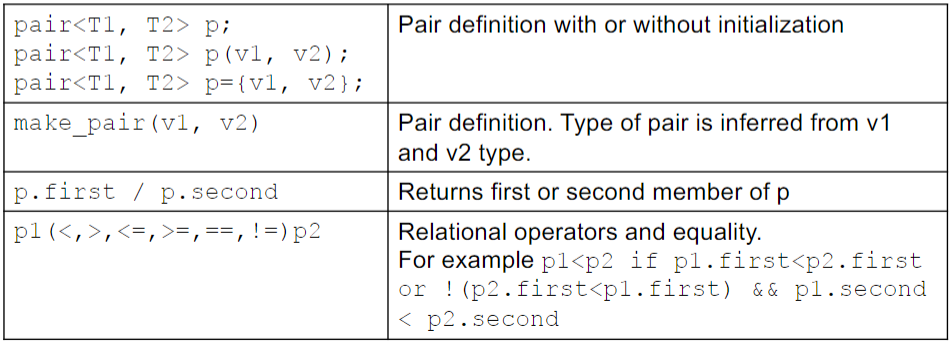 pair<T1, T2> p;
pair<T1, T2> p(v1, v2);
pair<T1, T2> p={v1, v2};
Pair definition with or without initialization
make_pair(v1, v2)
Pair definition. Type of pair is inferred from v1
and v2 type.
p.first / p.second
Returns first or second member of p
p1(<,>,<=,>=,==,!=)p2
Relational operators and equality.
For example p1<p2 if p1.first<p2.first
or !(p2.first<p1.first) && p1.second
< p2.second